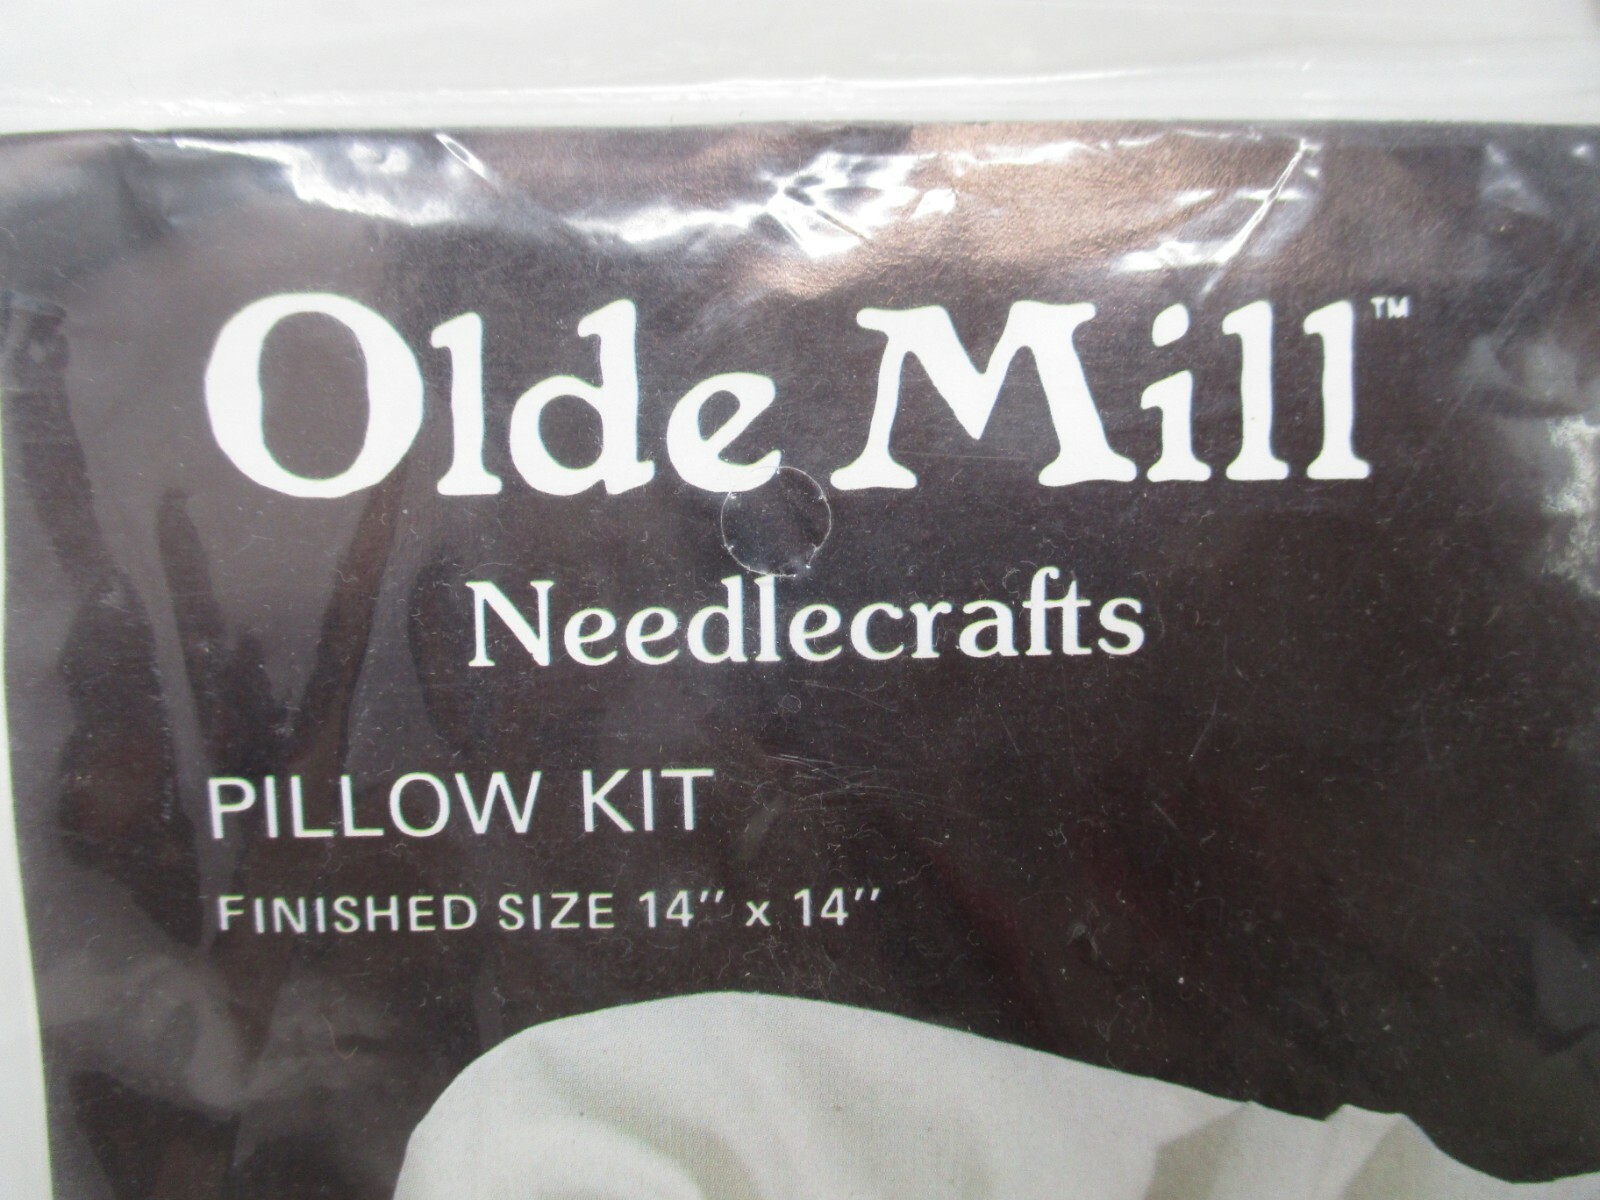 Olde Mill™
Needlecrafts
PILLOW KIT
FINISHED SIZE 14″ x 14″